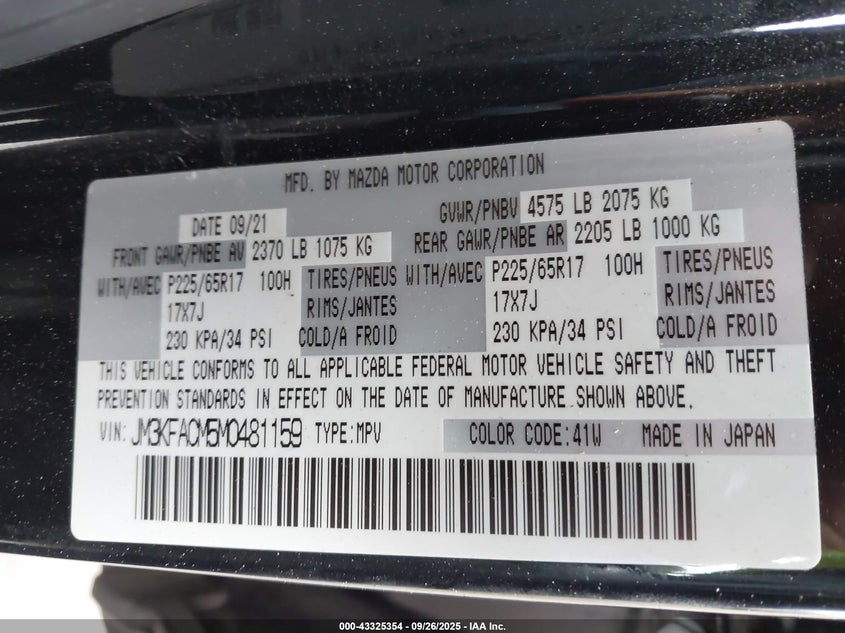 MFD. BY MAZDA MOTOR CORPORATION
DATE 09/21 GVWR/PNBV 4575 LB 2075 KG
FRONT GAWR/PNBE AV 2370 LB 1075 KG REAR GAWR/PNBE AR 2205 LB 1000 KG
WITH/AVEC P225/65R17 100H TIRES/PNEUS WITH/AVEC P225/65R17 100H TIRES/PNEUS
17X7J RIMS/JANTES 17X7J RIMS/JANTES
230 KPA/34 PSI COLD/A FROID 230 KPA/34 PSI COLD/A FROID
THIS VEHICLE CONFORMS TO ALL APPLICABLE FEDERAL MOTOR VEHICLE SAFETY AND THEFT
PREVENTION STANDARDS IN EFFECT ON THE DATE OF MANUFACTURE SHOWN ABOVE.
VIN: JM3KFACM5M0481159 TYPE:MPV COLOR CODE:41W MADE IN JAPAN
000-43325354 - 09/26/2025 - IAA Inc.